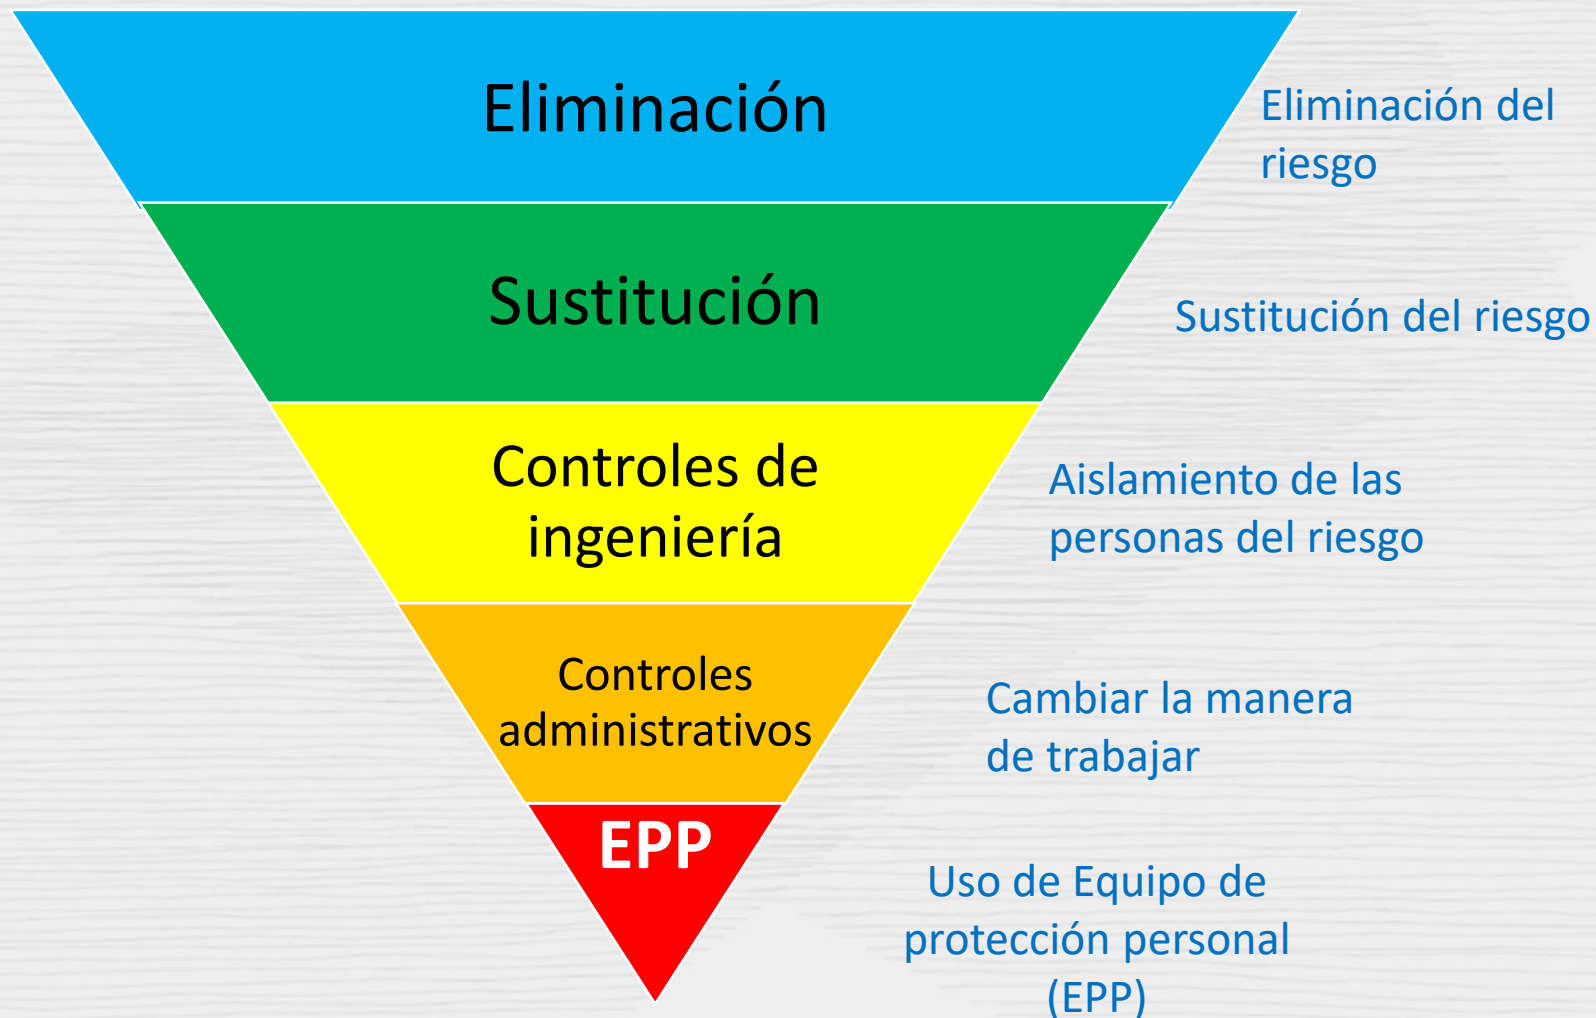 Eliminación
Eliminación del
riesgo
Sustitución
Sustitución del riesgo
Controles de
ingeniería
Aislamiento de las
personas del riesgo
Controles
administrativos
Cambiar la manera
de trabajar
EPP
Uso de Equipo de
protección personal
(EPP)